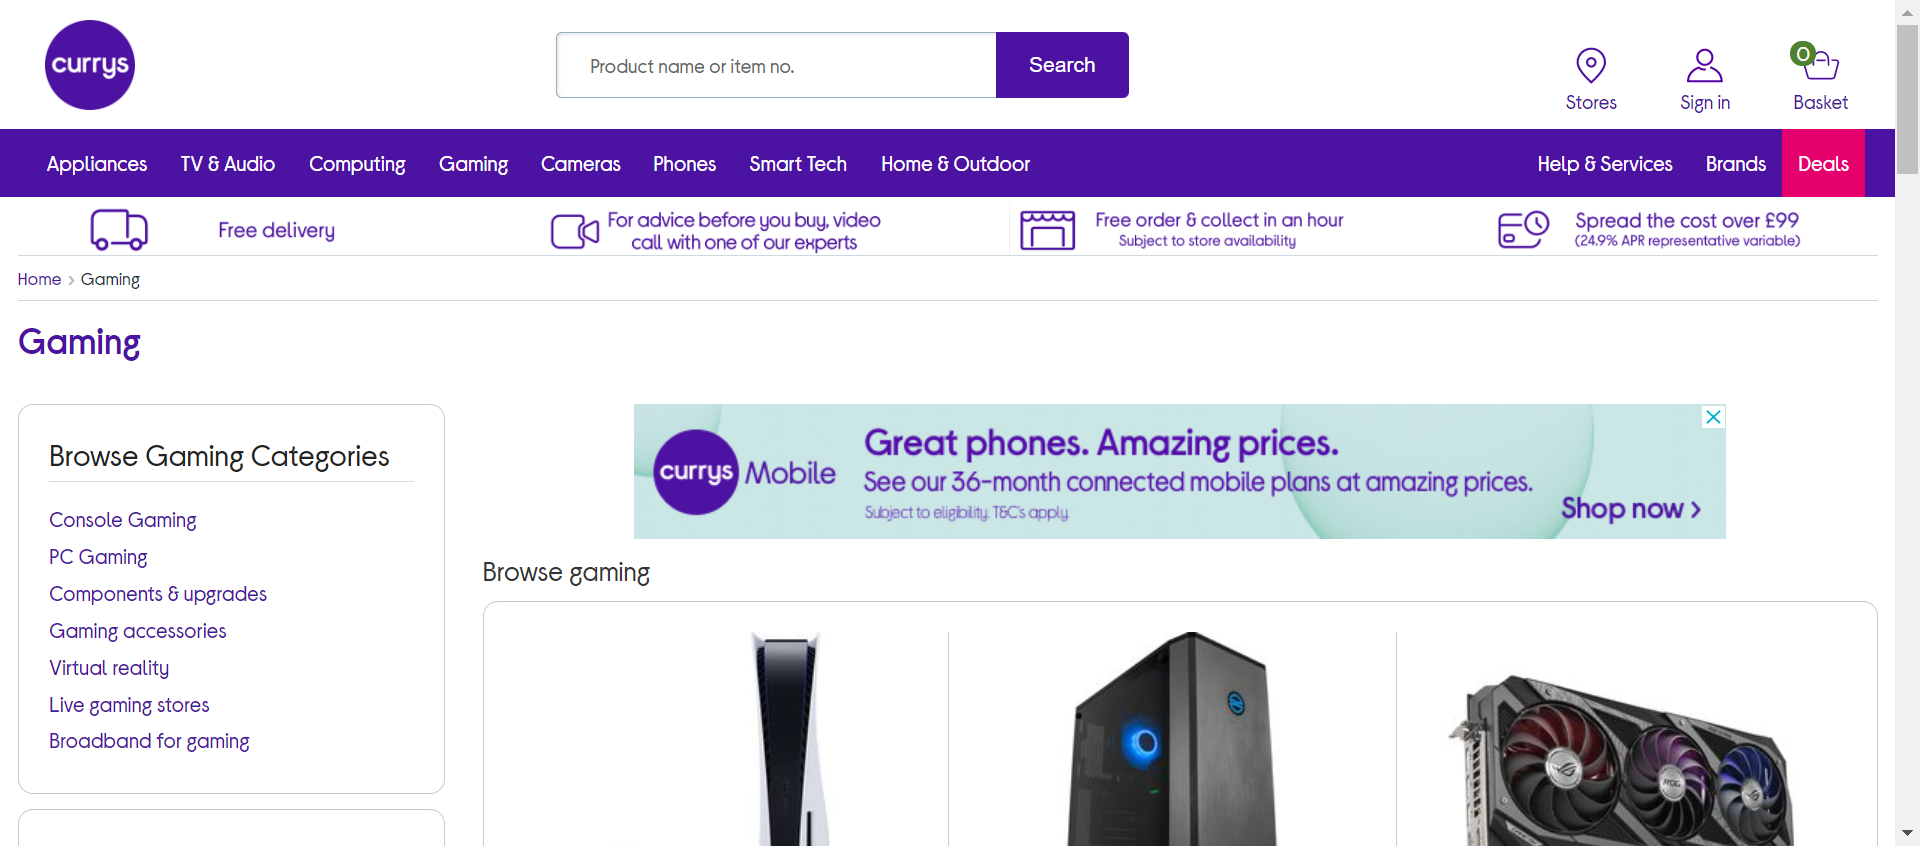 currys
Product name or item no.
Search
Stores
Sign in
0
Basket
Appliances
TV & Audio
Computing
Gaming
Cameras
Phones
Smart Tech
Home & Outdoor
Help & Services
Brands
Deals
Free delivery
For advice before you buy, video
call with one of our experts
Free order & collect in an hour
Subject to store availability
Spread the cost over £99
(24.9% APR representative variable)
Home › Gaming
Gaming
Browse Gaming Categories
Console Gaming
PC Gaming
Components & upgrades
Gaming accessories
Virtual reality
Live gaming stores
Broadband for gaming
currys Mobile
Great phones. Amazing prices.
See our 36-month connected mobile plans at amazing prices.
Subject to eligibility. T&C's apply.
Shop now ›
Browse gaming